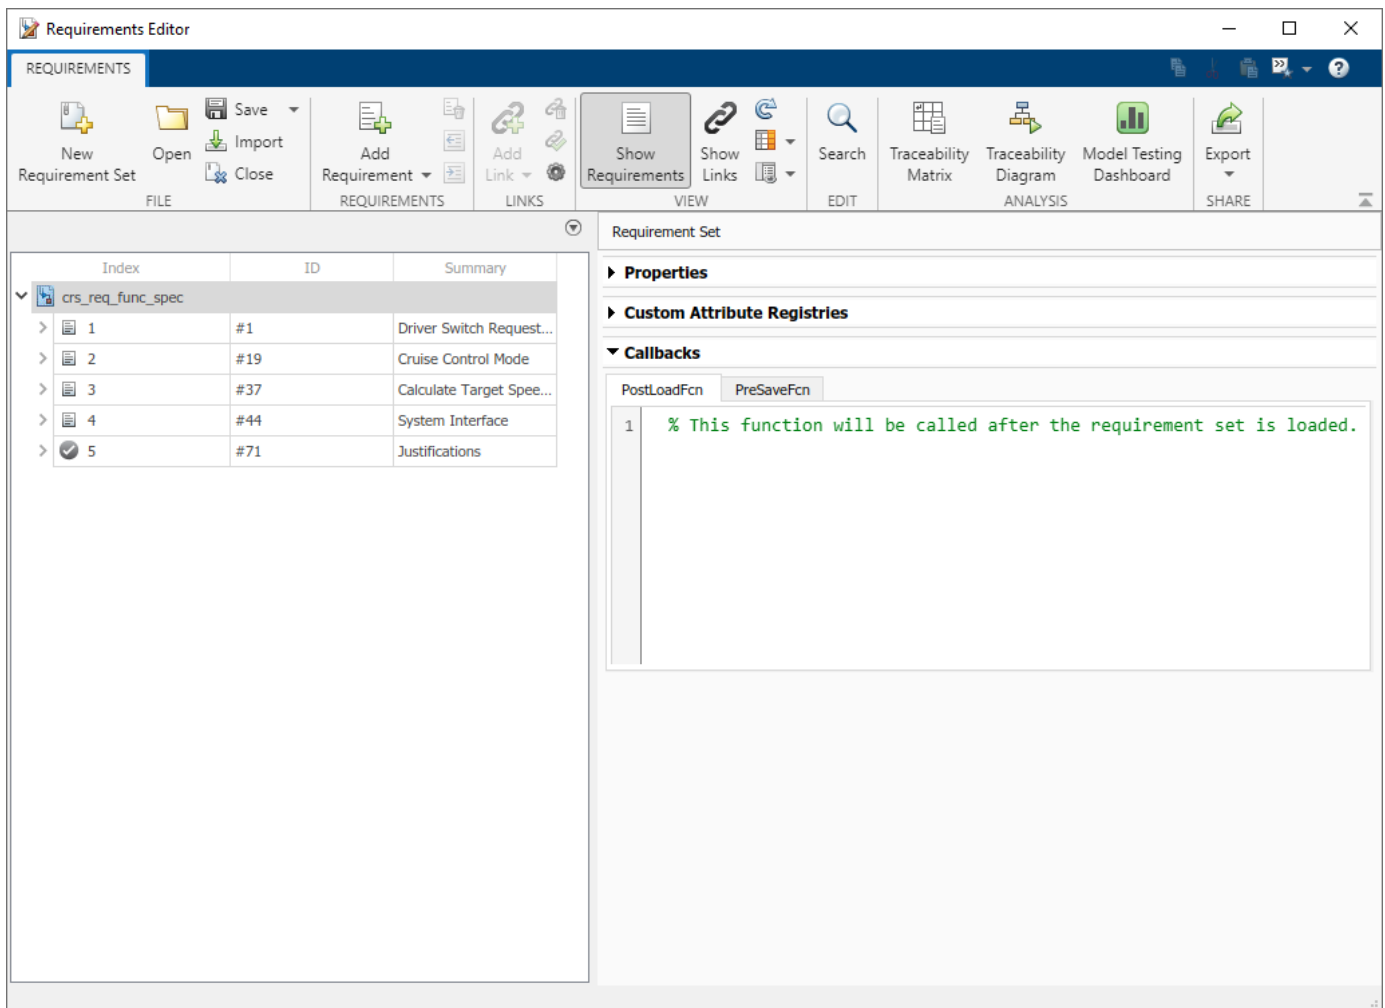 Requirements Editor
REQUIREMENTS
New
Requirement Set
Open
Save
Import
Close
FILE
Add
Requirement
REQUIREMENTS
Add
Link
LINKS
Show
Requirements
Show
Links
VIEW
Search
EDIT
Traceability
Matrix
Traceability
Diagram
Model Testing
Dashboard
ANALYSIS
Export
SHARE
Index ID Summary
crs_req_func_spec
1 #1 Driver Switch Request...
2 #19 Cruise Control Mode
3 #37 Calculate Target Spee...
4 #44 System Interface
5 #71 Justifications
Requirement Set
Properties
Custom Attribute Registries
Callbacks
PostLoadFcn PreSaveFcn
1 % This function will be called after the requirement set is loaded.